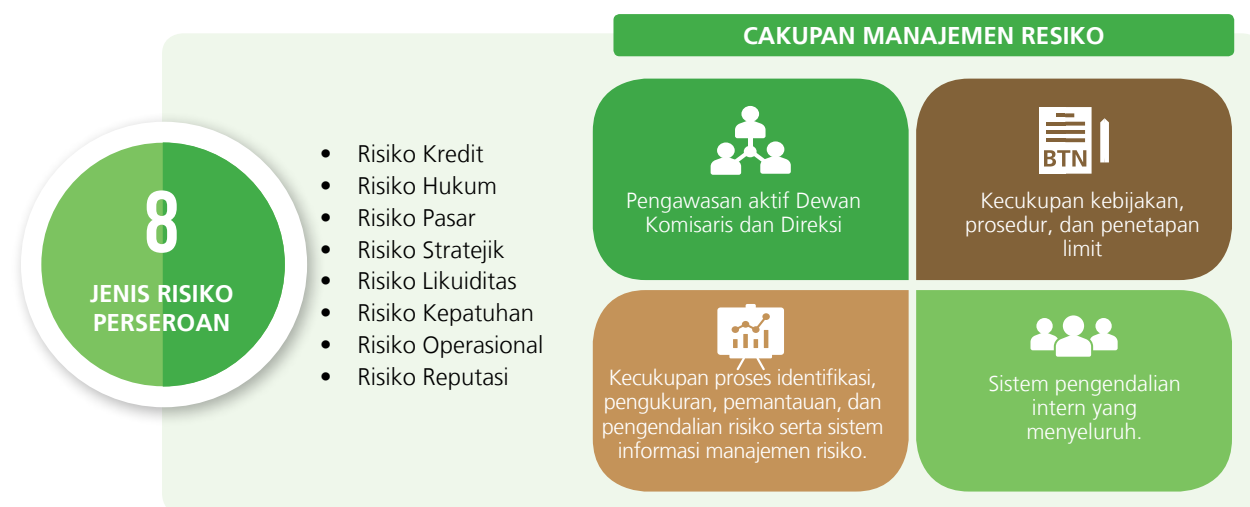 CAKUPAN MANAJEMEN RESIKO
8
JENIS RISIKO
PERSEROAN
• Risiko Kredit
• Risiko Hukum
• Risiko Pasar
• Risiko Stratejik
• Risiko Likuiditas
• Risiko Kepatuhan
• Risiko Operasional
• Risiko Reputasi
Pengawasan aktif Dewan
Komisaris dan Direksi
BTN
Kecukupan kebijakan,
prosedur, dan penetapan
limit
Kecukupan proses identifikasi,
pengukuran, pemantauan, dan
pengendalian risiko serta sistem
informasi manajemen risiko.
Sistem pengendalian
intern yang
menyeluruh.